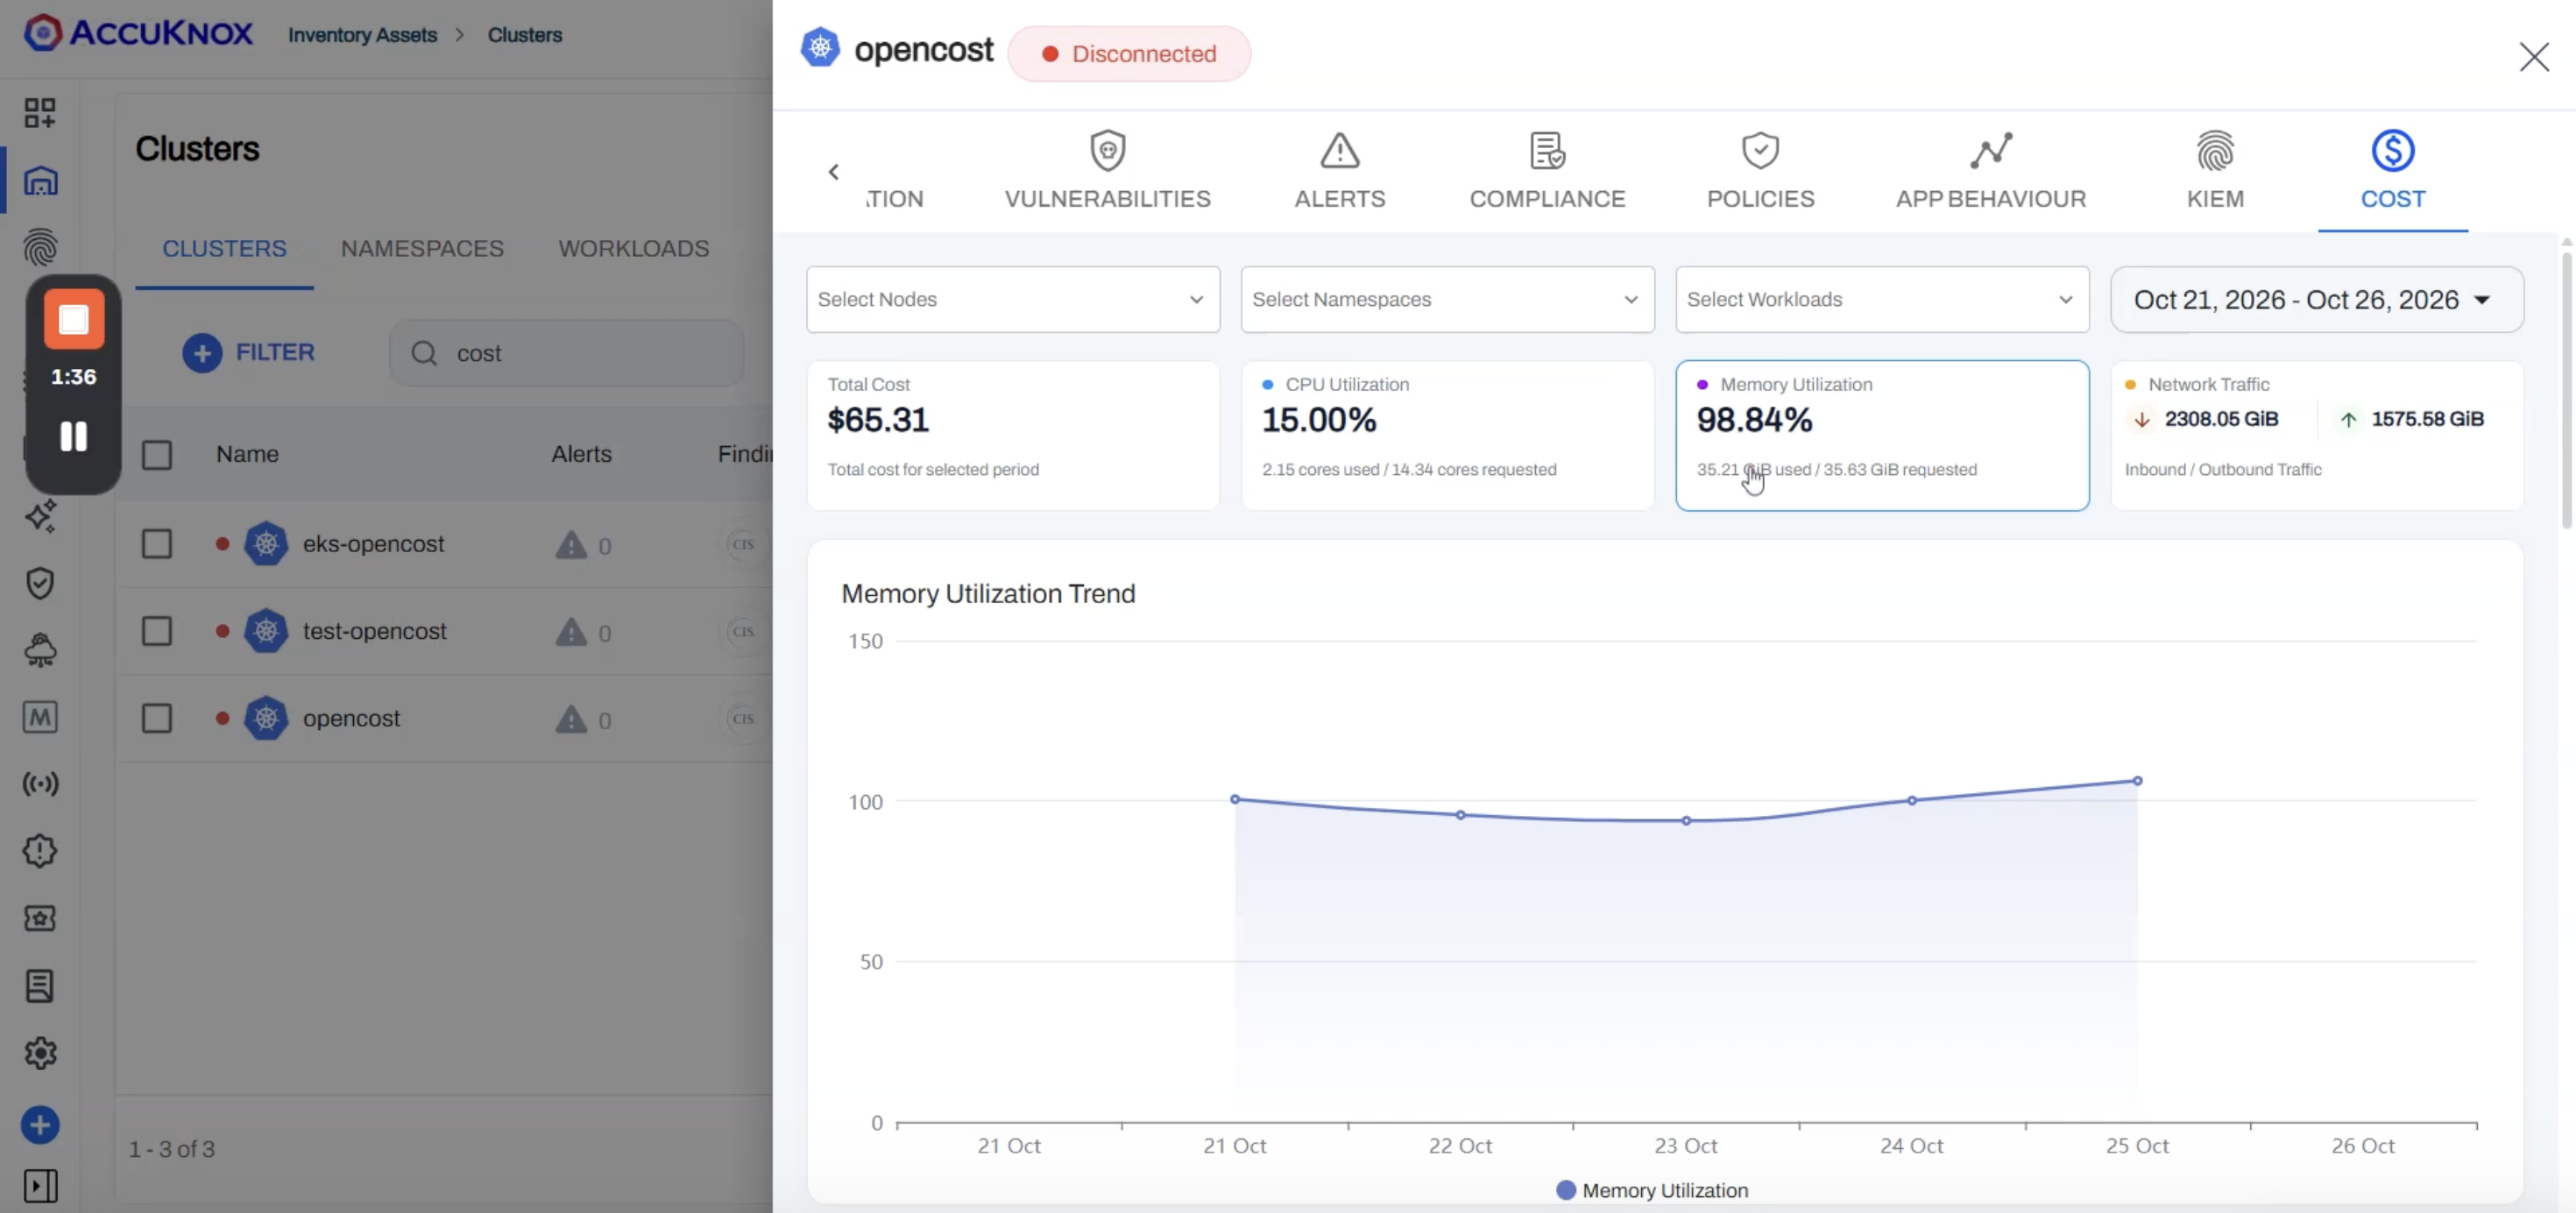 ACCUKNOX
Inventory Assets > Clusters
opencost
Disconnected
Clusters
ATION
VULNERABILITIES
ALERTS
COMPLIANCE
POLICIES
APP BEHAVIOUR
KIEM
COST
CLUSTERS
NAMESPACES
WORKLOADS
Select Nodes
Select Namespaces
Select Workloads
Oct 21, 2026 - Oct 26, 2026
FILTER
cost
1:36
Total Cost
$65.31
Total cost for selected period
CPU Utilization
15.00%
2.15 cores used / 14.34 cores requested
Memory Utilization
98.84%
35.21 GiB used / 35.63 GiB requested
Network Traffic
2308.05 GiB
1575.58 GiB
Inbound / Outbound Traffic
Name
Alerts
Findi
eks-opencost
0
CIS
test-opencost
0
CIS
opencost
0
CIS
M
1 - 3 of 3
Memory Utilization Trend
150
100
50
0
21 Oct
21 Oct
22 Oct
23 Oct
24 Oct
25 Oct
26 Oct
Memory Utilization